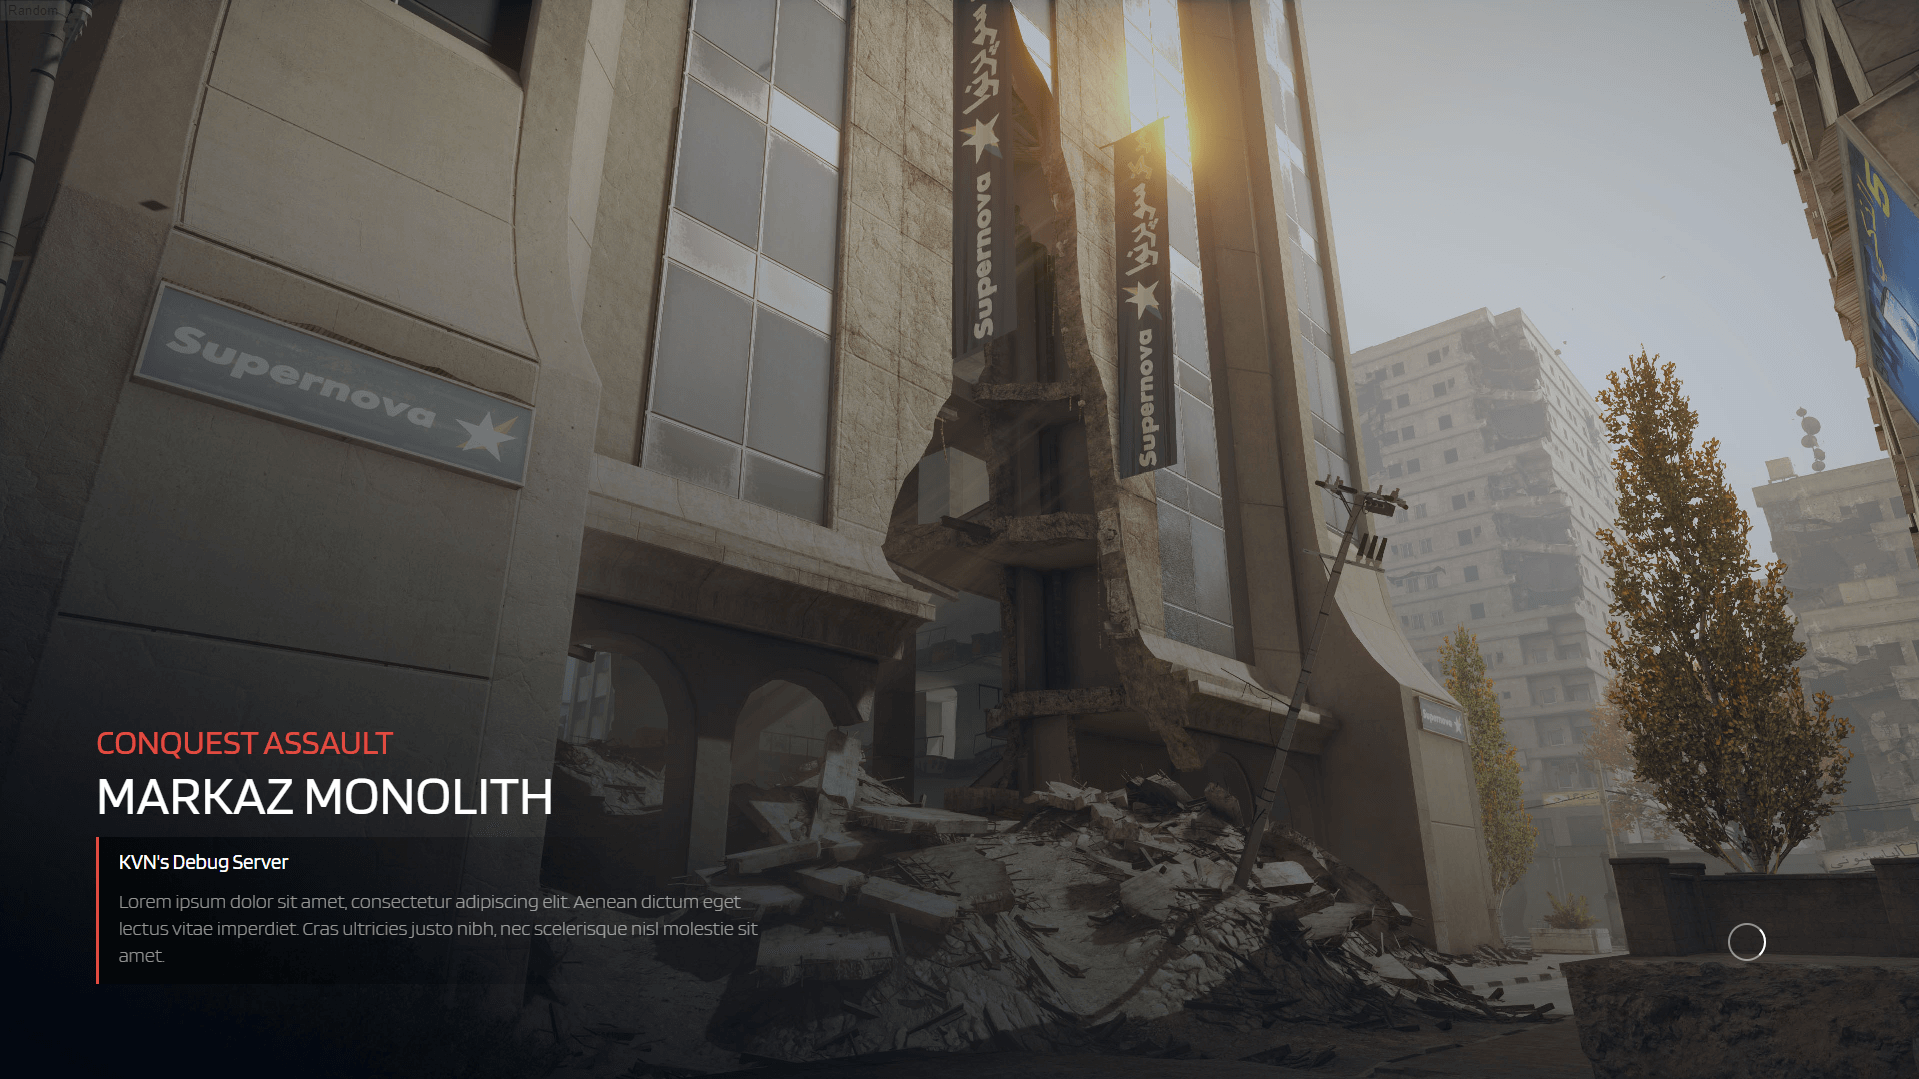 Random
Supernova
Supernova
Supernova
Supernova
CONQUEST ASSAULT
MARKAZ MONOLITH
KVN's Debug Server
Lorem ipsum dolor sit amet, consectetur adipiscing elit. Aenean dictum eget
lectus vitae imperdiet. Cras ultricies justo nibh, nec scelerisque nisl molestie sit
amet.